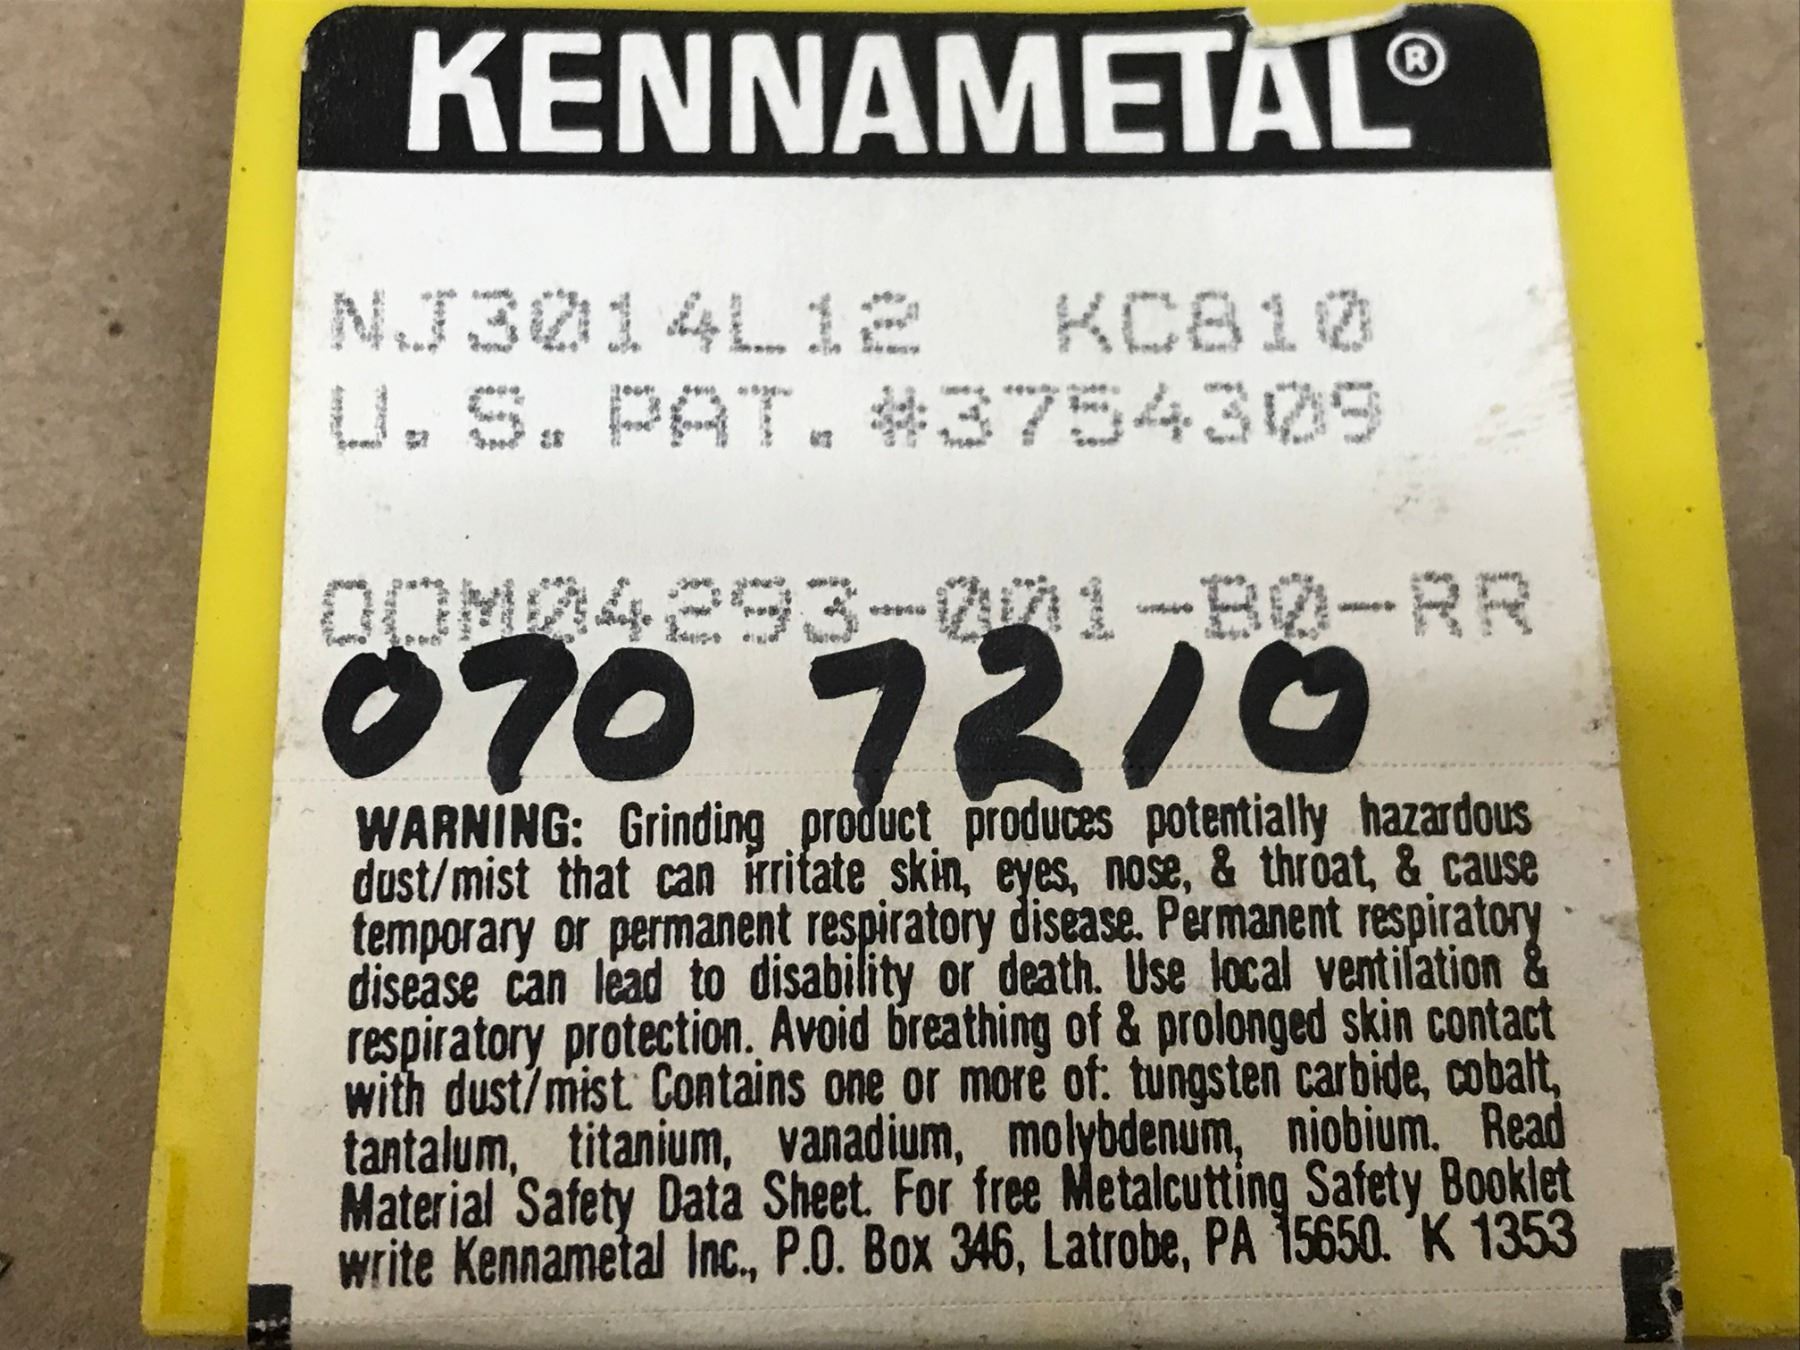 KENNAMETAL®
NJ3014L12 KC810
U.S.PAT.#3754309
00M04293-001-B0-RR
070 7210
WARNING: Grinding product produces potentially hazardous
dust/mist that can irritate skin, eyes, nose, & throat, & cause
temporary or permanent respiratory disease. Permanent respiratory
disease can lead to disability or death. Use local ventilation &
respiratory protection. Avoid breathing of & prolonged skin contact
with dust/mist. Contains one or more of: tungsten carbide, cobalt,
tantalum, titanium, vanadium, molybdenum, niobium. Read
Material Safety Data Sheet. For free Metalcutting Safety Booklet
write Kennametal Inc., P.O. Box 346, Latrobe, PA 15650. K 1353